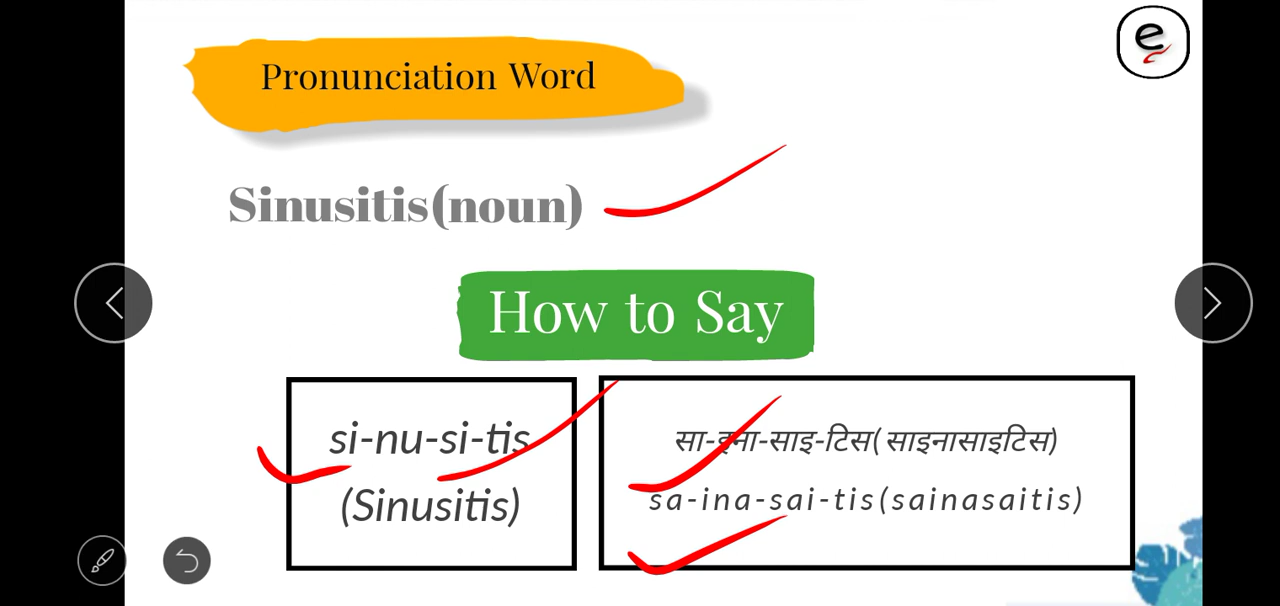 Pronunciation Word
e
Sinusitis(noun)
How to Say
si-nu-si-tis
(Sinusitis)
सा-इना-साइ-टिस(साइनासाइटिस)
sa-ina-sai-tis(sainasaitis)